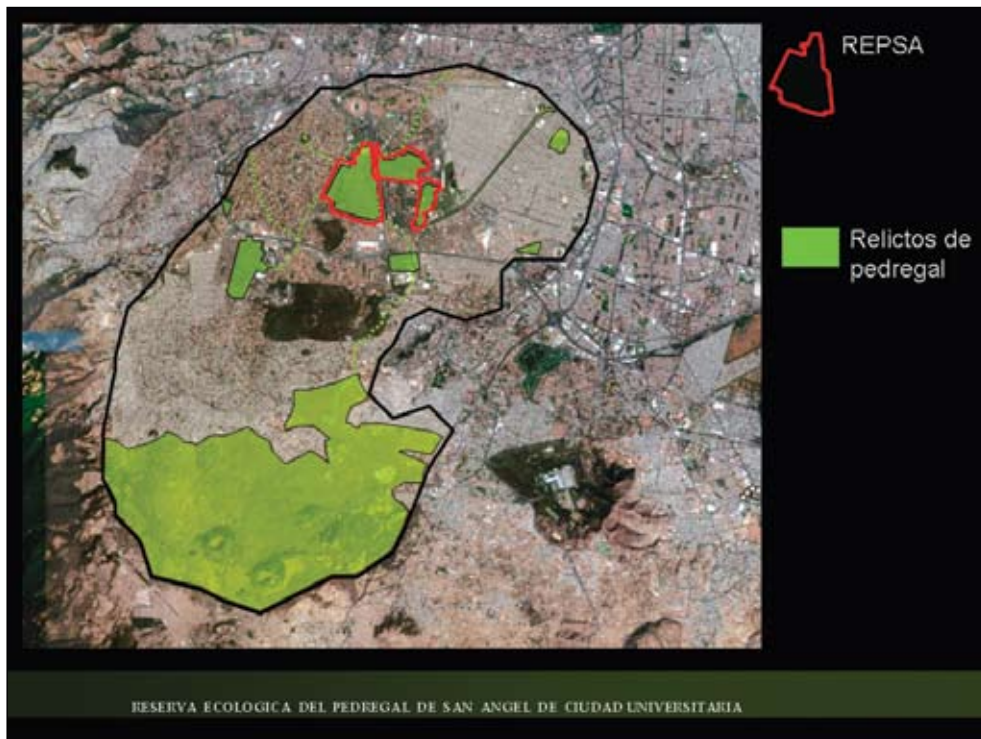 REPSA
Relictos de
pedregal
RESERVA ECOLOGICA DEL PEDREGAL DE SAN ANGEL DE CIUDAD UNIVERSITARIA